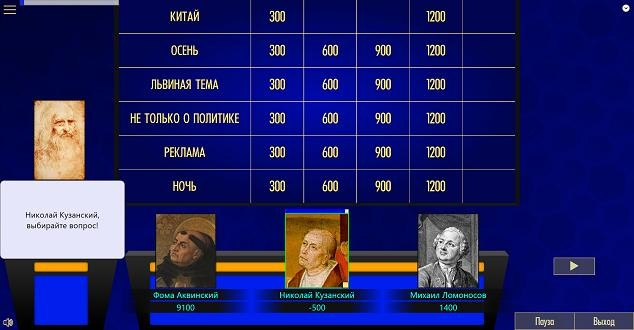 КИТАЙ 300 1200
ОСЕНЬ 300 600 900 1200
ЛЬВИНАЯ ТЕМА 300 600 900 1200
НЕ ТОЛЬКО О ПОЛИТИКЕ 300 600 900 1200
РЕКЛАМА 300 600 900 1200
НОЧЬ 300 600 900 1200
Николай Кузанский,
выбирайте вопрос!
Фома Аквинский Николай Кузанский Михаил Ломоносов
9100 -500 1400
Пауза Выход